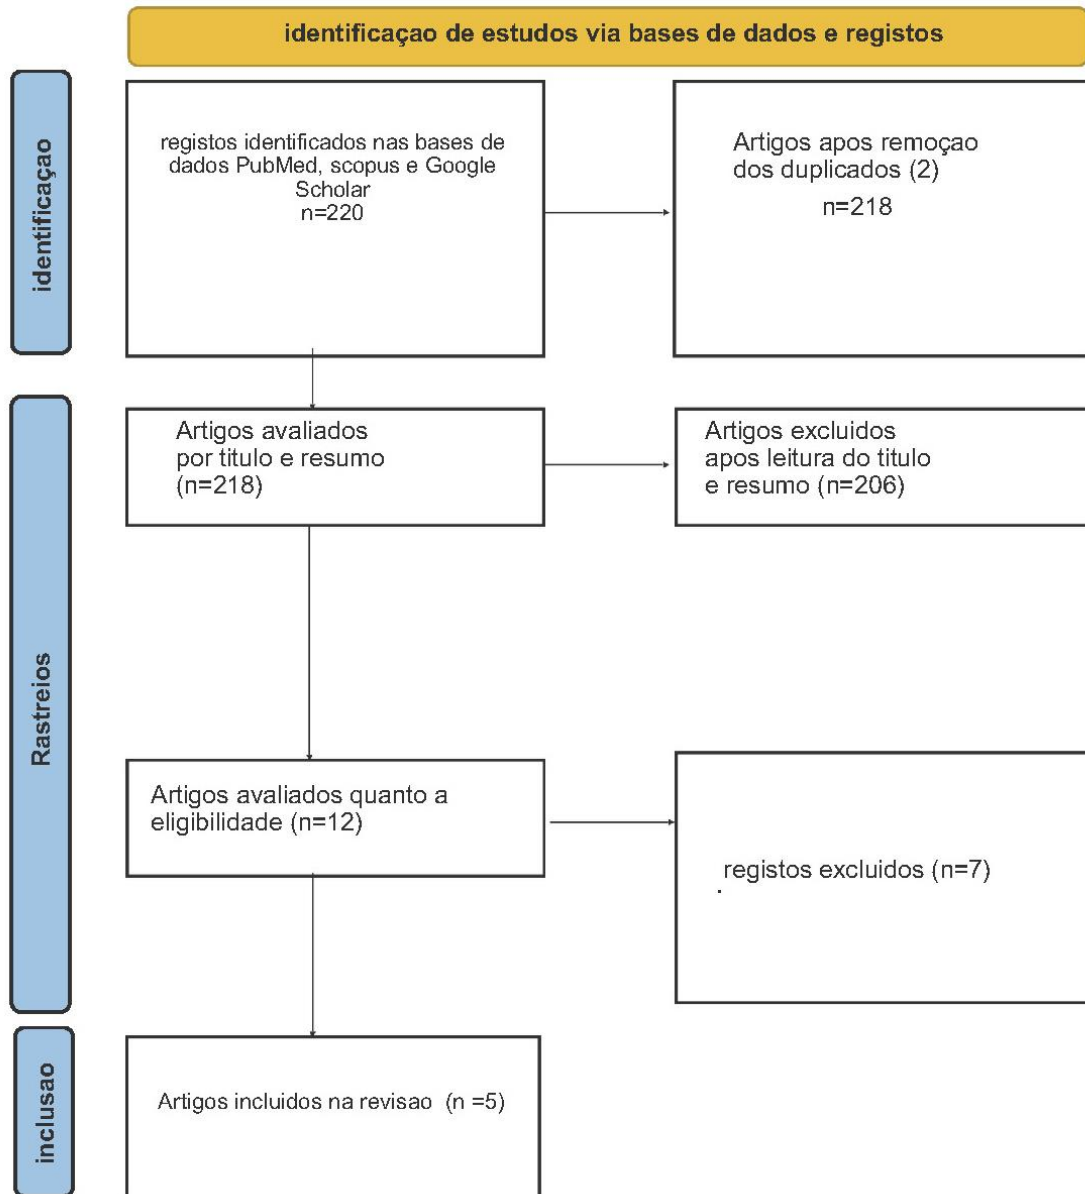 identificaçao de estudos via bases de dados e registos
identificaçao
registos identificados nas bases de
dados PubMed, scopus e Google
Scholar
n=220
Artigos apos remoçao
dos duplicados (2)
n=218
Rastreios
Artigos avaliados
por titulo e resumo
(n=218)
Artigos excluidos
apos leitura do titulo
e resumo (n=206)
Artigos avaliados quanto a
eligibilidade (n=12)
registos excluidos (n=7)
.
inclusao
Artigos incluidos na revisao (n =5)